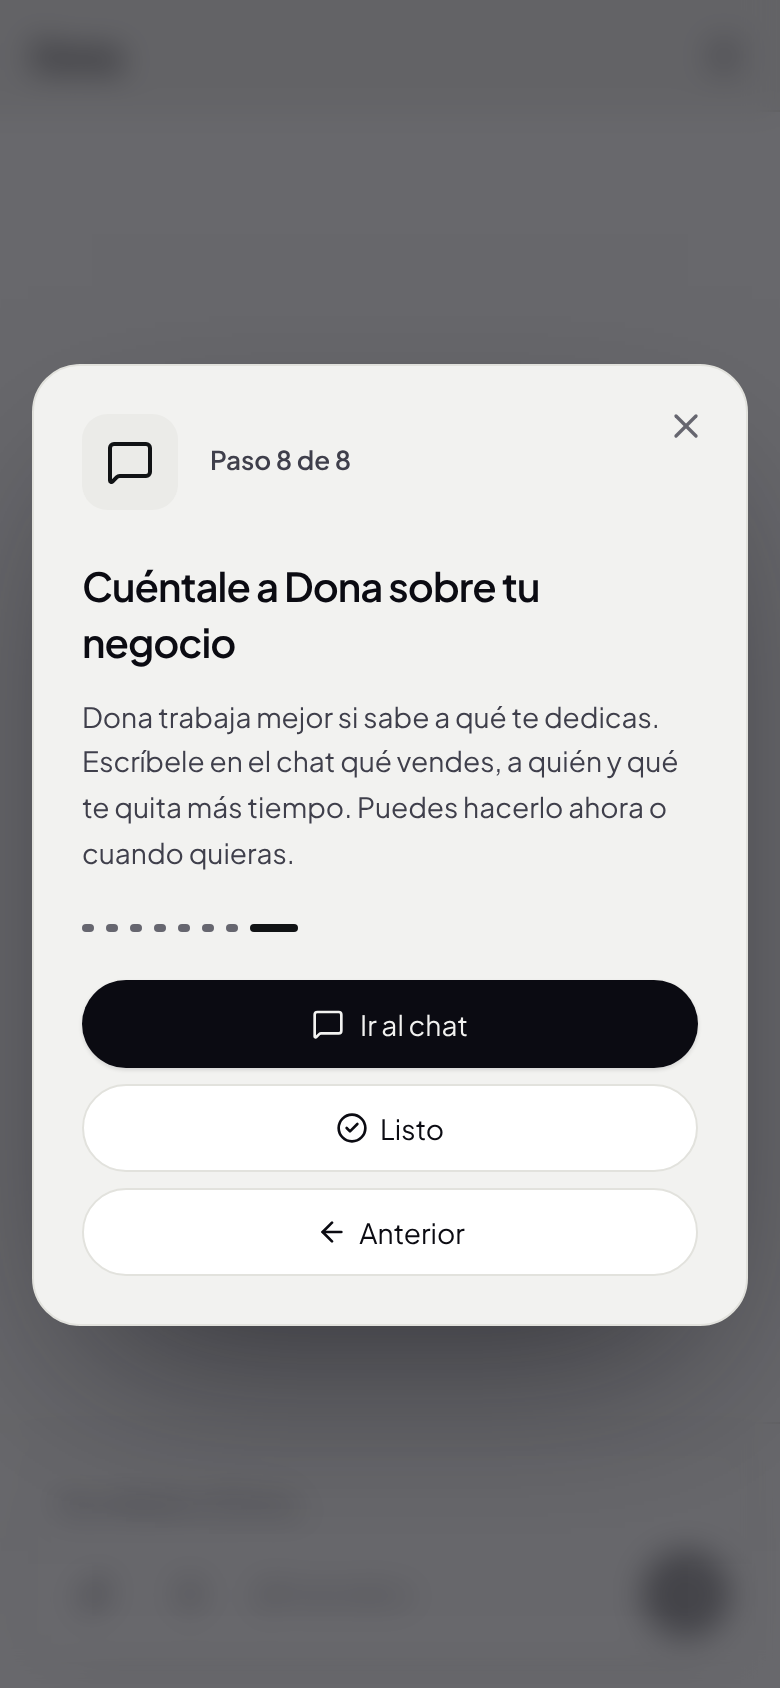 Paso 8 de 8
Cuéntale a Dona sobre tu
negocio
Dona trabaja mejor si sabe a qué te dedicas.
Escríbele en el chat qué vendes, a quién y qué
te quita más tiempo. Puedes hacerlo ahora o
cuando quieras.
Ir al chat
Listo
Anterior